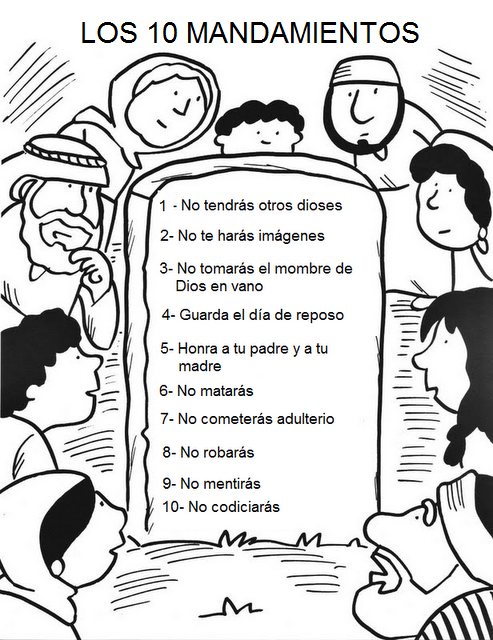 LOS 10 MANDAMIENTOS
1 - No tendrás otros dioses
2- No te harás imágenes
3- No tomarás el mombre de
Dios en vano
4- Guarda el día de reposo
5- Honra a tu padre y a tu
madre
6- No matarás
7- No cometerás adulterio
8- No robarás
9- No mentirás
10- No codiciarás